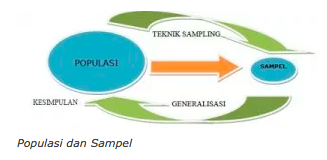 TEKNIK SAMPLING
POPULASI
SAMPEL
KESIMPULAN
GENERALISASI
Populasi dan Sampel